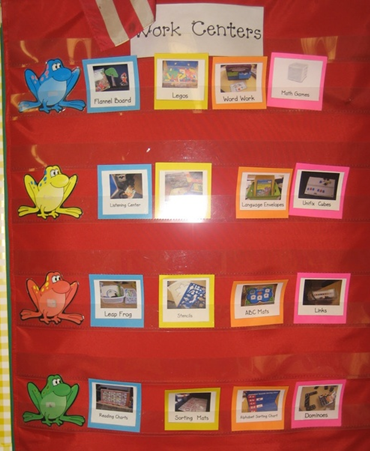 Work Centers
Flannel Board
Legos
Word Work
Math Games
Listening Center
Language Envelopes
Unifix Cubes
Leap Frog
Stencils
ABC Mats
Links
Reading Charts
Sorting Mats
Alphabet Sorting Chart
Dominoes